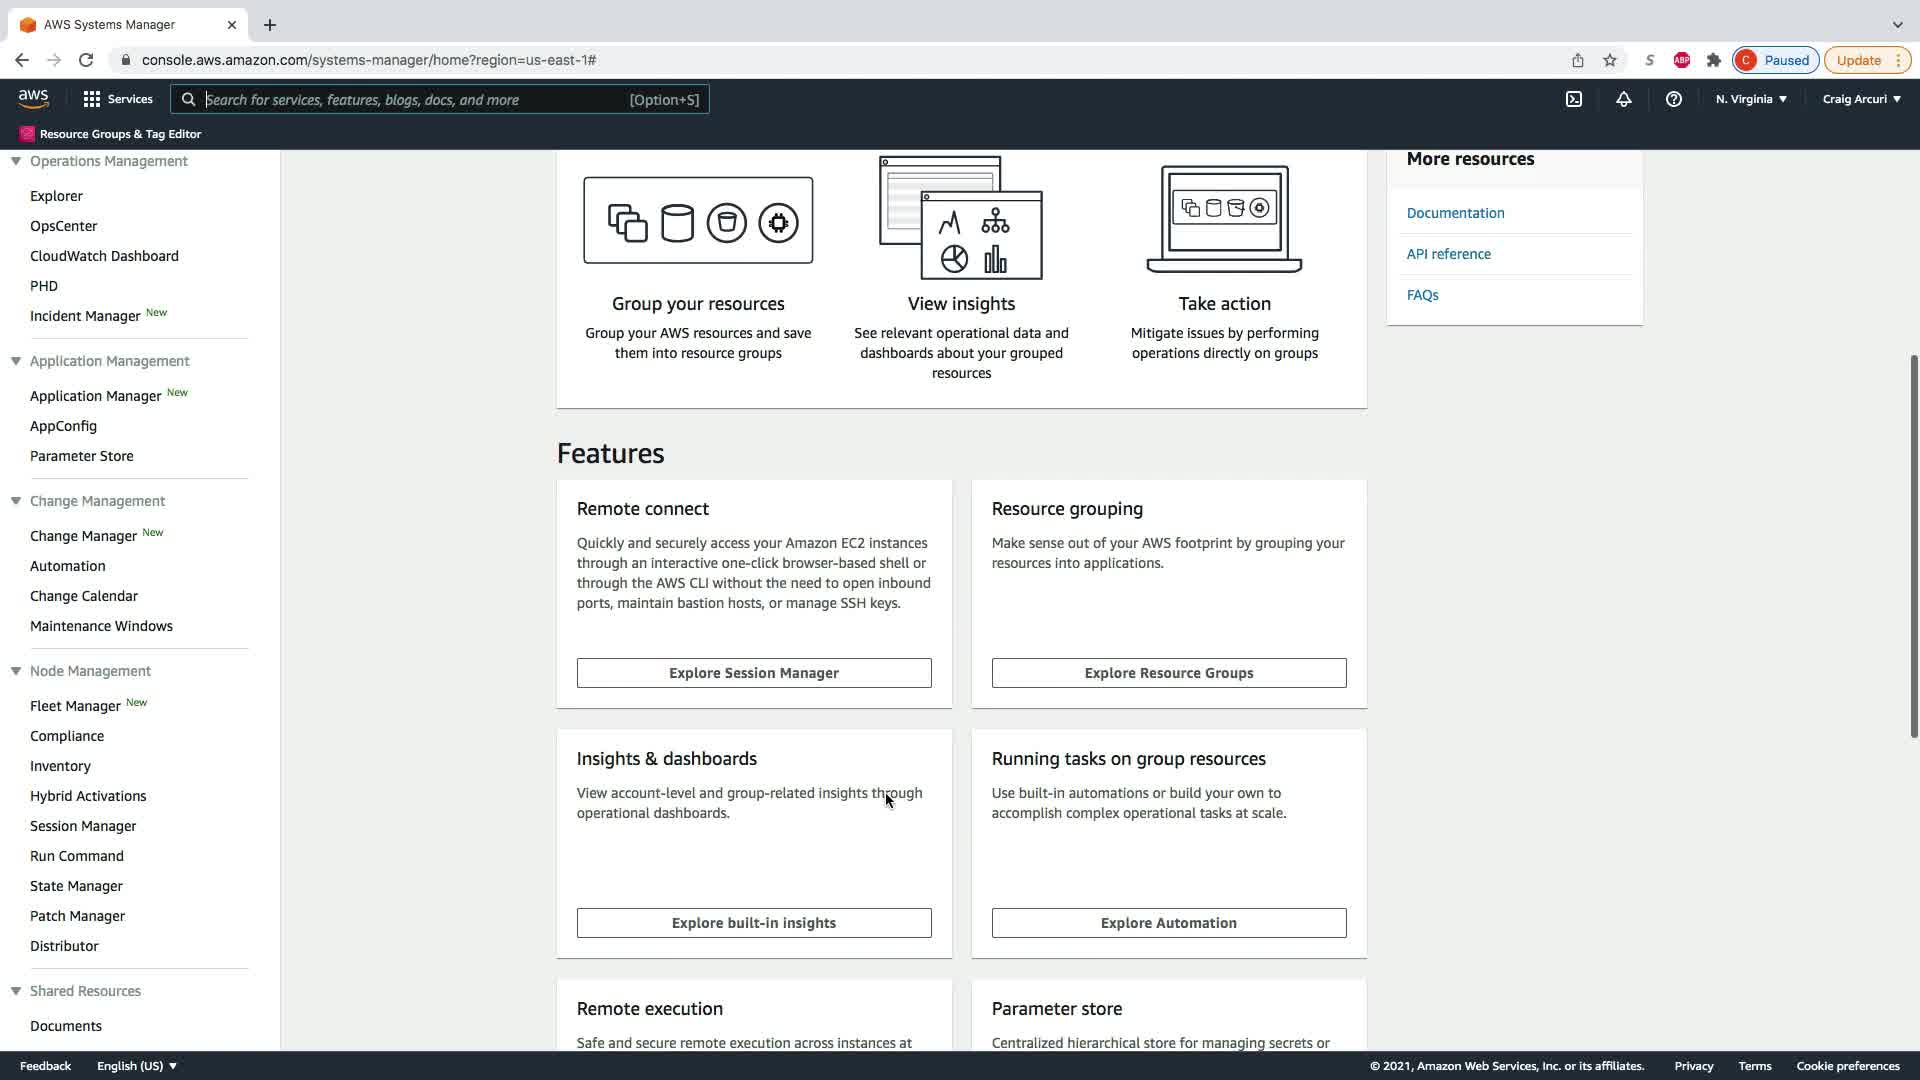 AWS Systems Manager
console.aws.amazon.com/systems-manager/home?region=us-east-1#
S
ABP
C
Paused
Update
aws
Services
Search for services, features, blogs, docs, and more
[Option+S]
N. Virginia
Craig Arcuri
Resource Groups & Tag Editor
Operations Management
Explorer
OpsCenter
CloudWatch Dashboard
PHD
Incident Manager New
Application Management
Application Manager New
AppConfig
Parameter Store
Change Management
Change Manager New
Automation
Change Calendar
Maintenance Windows
Node Management
Fleet Manager New
Compliance
Inventory
Hybrid Activations
Session Manager
Run Command
State Manager
Patch Manager
Distributor
Shared Resources
Documents
Group your resources
Group your AWS resources and save
them into resource groups
View insights
See relevant operational data and
dashboards about your grouped
resources
Take action
Mitigate issues by performing
operations directly on groups
More resources
Documentation
API reference
FAQs
Features
Remote connect
Quickly and securely access your Amazon EC2 instances
through an interactive one-click browser-based shell or
through the AWS CLI without the need to open inbound
ports, maintain bastion hosts, or manage SSH keys.
Explore Session Manager
Resource grouping
Make sense out of your AWS footprint by grouping your
resources into applications.
Explore Resource Groups
Insights & dashboards
View account-level and group-related insights through
operational dashboards.
Explore built-in insights
Running tasks on group resources
Use built-in automations or build your own to
accomplish complex operational tasks at scale.
Explore Automation
Remote execution
Safe and secure remote execution across instances at
Parameter store
Centralized hierarchical store for managing secrets or
Feedback
English (US)
© 2021, Amazon Web Services, Inc. or its affiliates.
Privacy
Terms
Cookie preferences